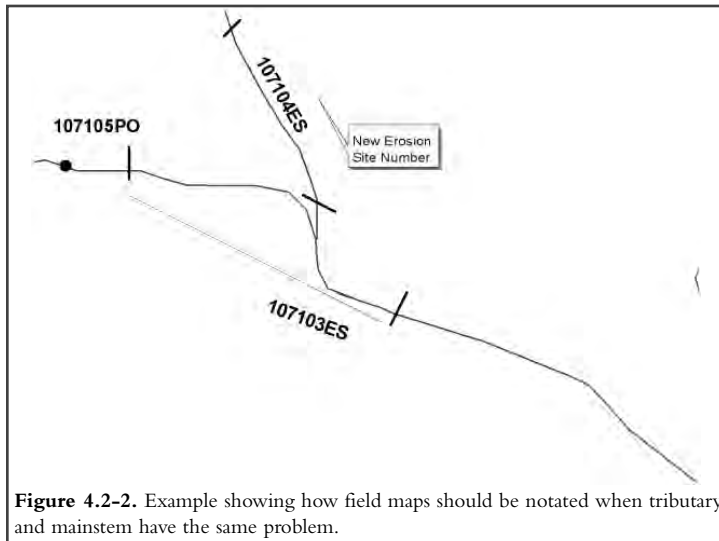 107104ES
107105PO
New Erosion
Site Number
107103ES
Figure 4.2-2. Example showing how field maps should be notated when tributary
and mainstem have the same problem.